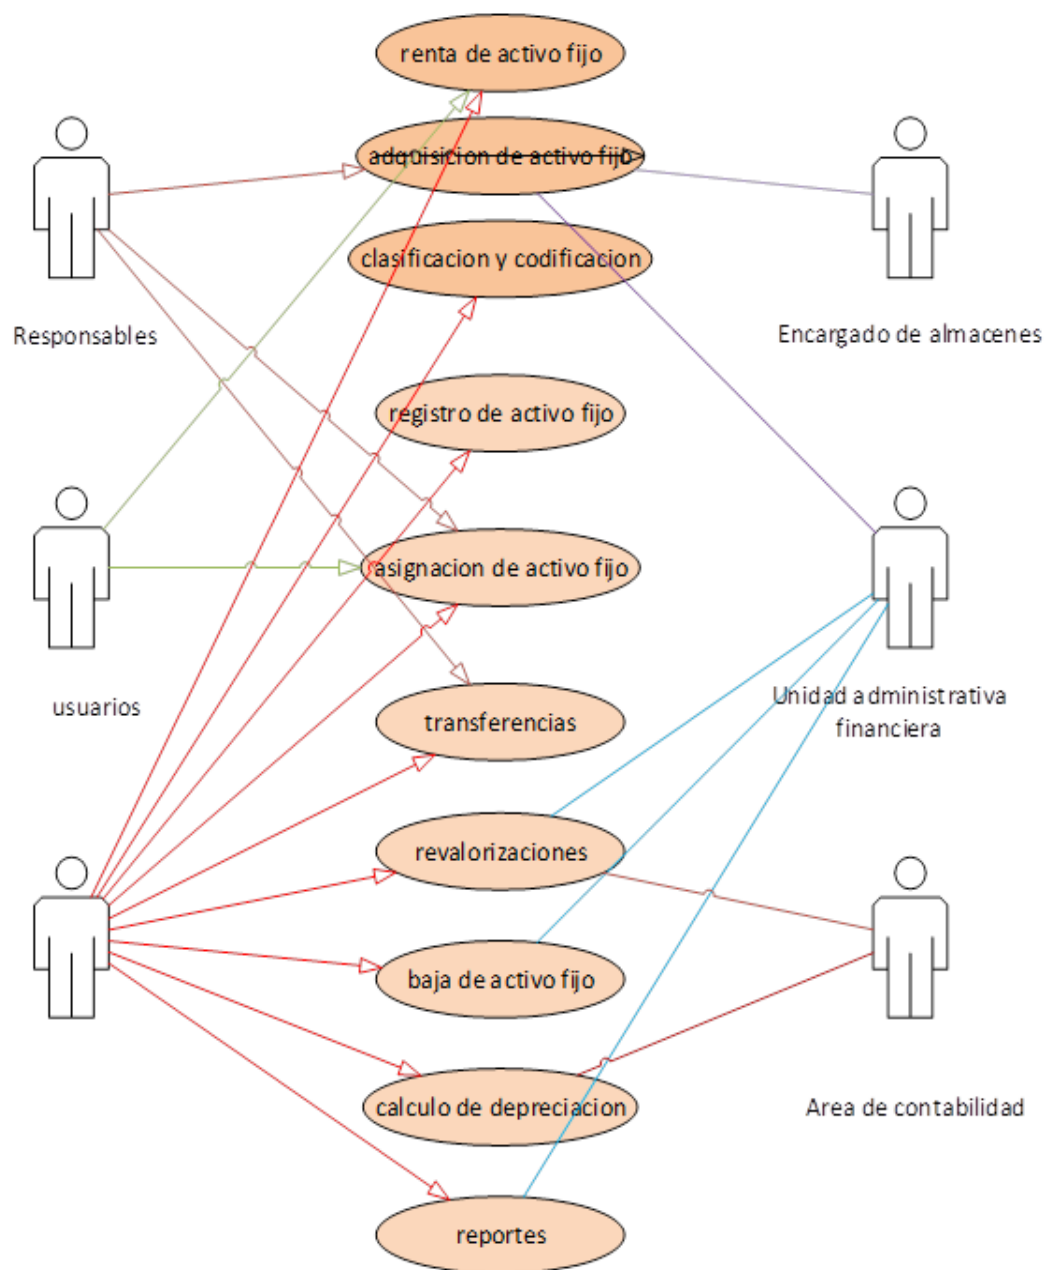 renta de activo fijo
adquisicion de activo fijo
clasificacion y codificacion
Responsables
Encargado de almacenes
registro de activo fijo
asignacion de activo fijo
usuarios
Unidad administrativa
financiera
transferencias
revalorizaciones
baja de activo fijo
calculo de depreciacion
Area de contabilidad
reportes